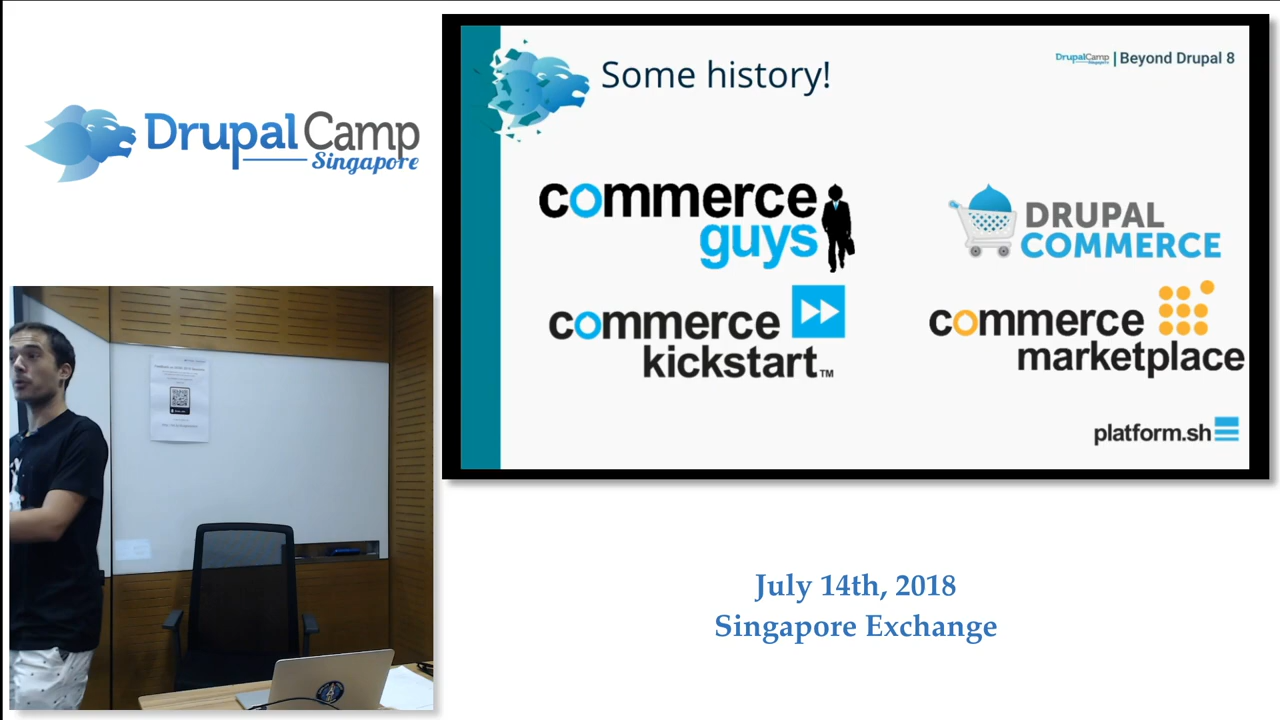 DrupalCamp
Singapore
Some history!
DrupalCamp
Singapore
| Beyond Drupal 8
commerce
guys
DRUPAL
COMMERCE
commerce
kickstart™
commerce
marketplace
platform.sh
July 14th, 2018
Singapore Exchange